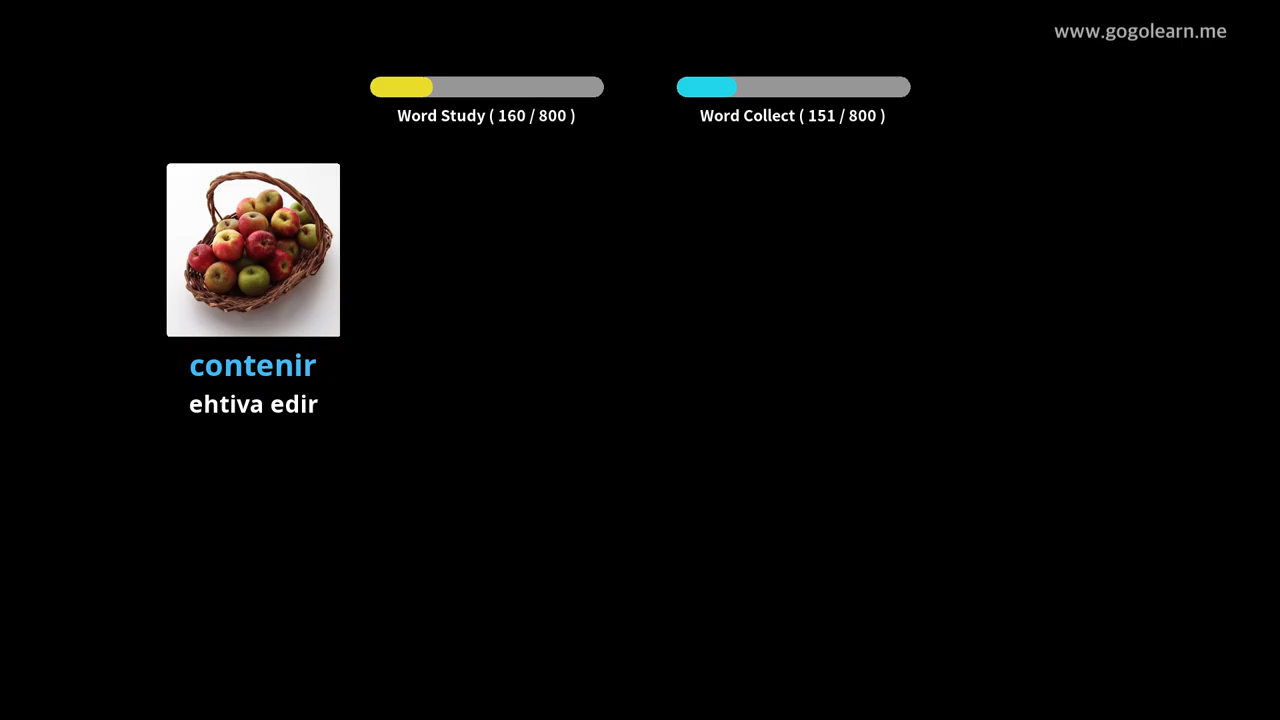 www.gogolearn.me
Word Study ( 160 / 800 )
Word Collect ( 151 / 800 )
contenir
ehtiva edir